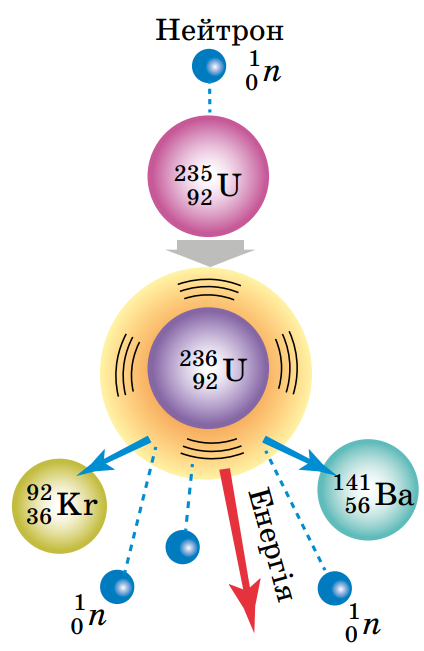 Нейтрон
¹₀n
²³⁵₉₂U
²³⁶₉₂U
⁹²₃₆Kr
¹⁴¹₅₆Ba
Енергія
¹₀n
¹₀n